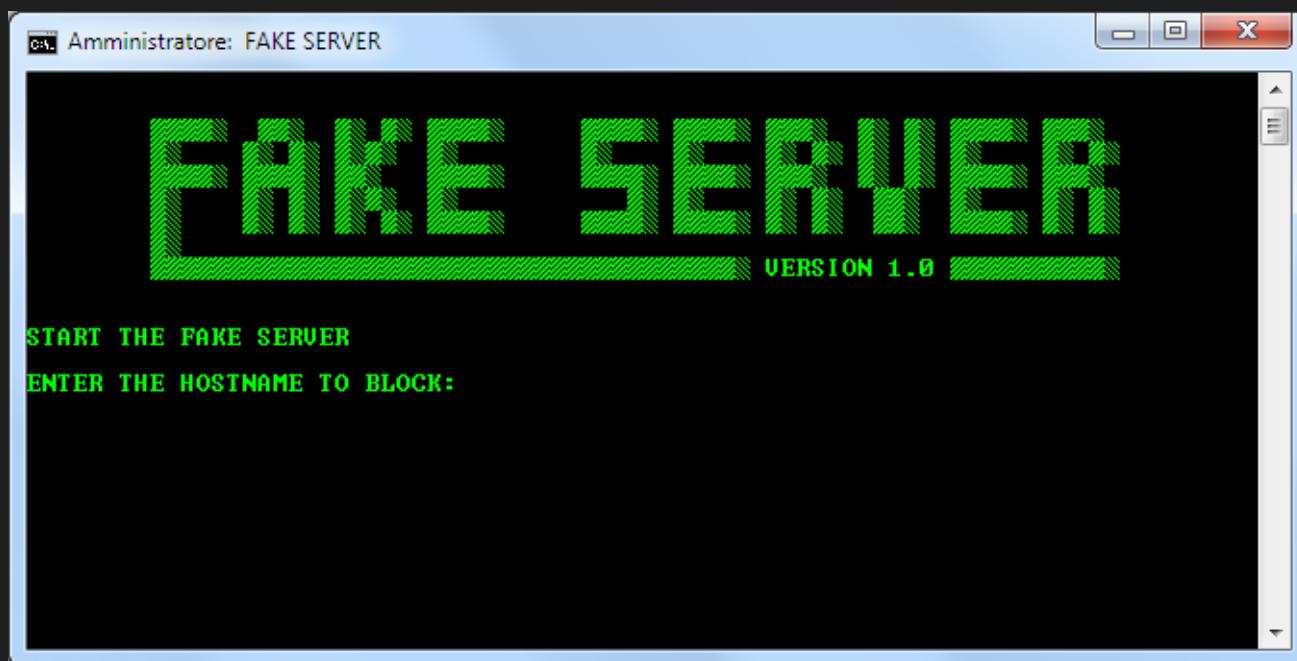 Amministratore: FAKE SERVER
FAKE SERVER
VERSION 1.0
START THE FAKE SERVER
ENTER THE HOSTNAME TO BLOCK: